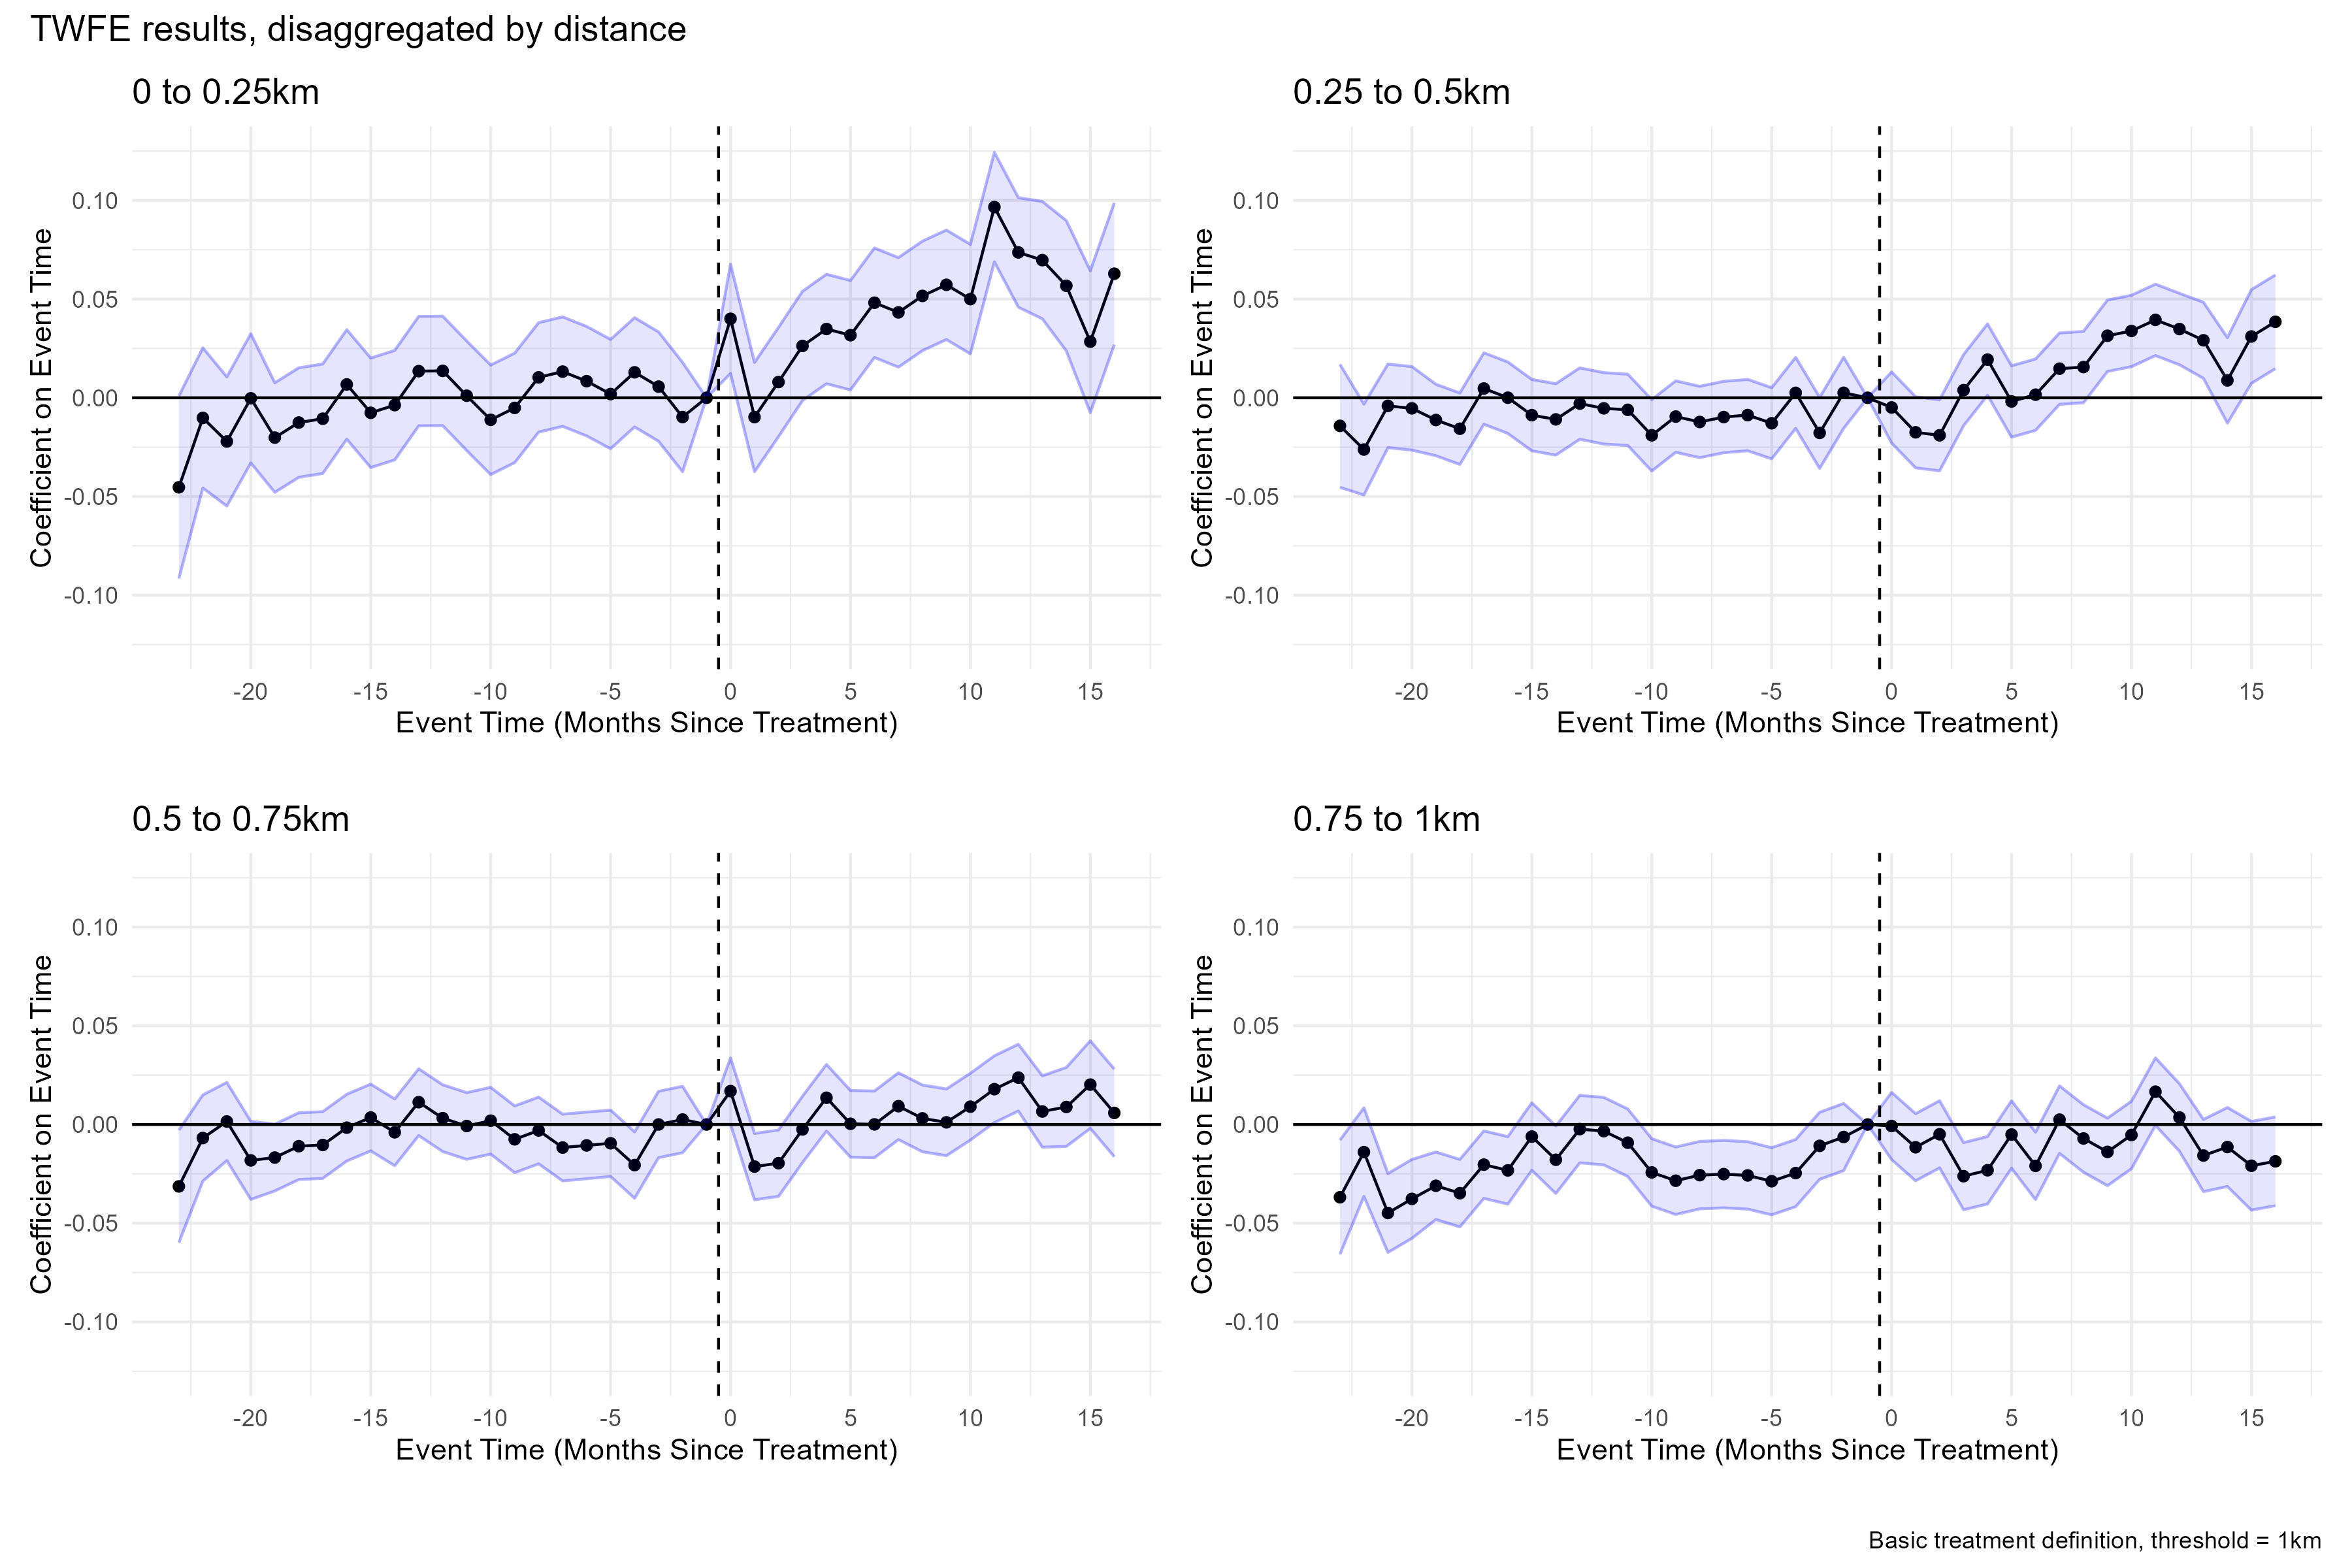 TWFE results, disaggregated by distance
0 to 0.25km
Coefficient on Event Time
0.10
0.05
0.00
-0.05
-0.10
-20 -15 -10 -5 0 5 10 15
Event Time (Months Since Treatment)
0.25 to 0.5km
Coefficient on Event Time
0.10
0.05
0.00
-0.05
-0.10
-20 -15 -10 -5 0 5 10 15
Event Time (Months Since Treatment)
0.5 to 0.75km
Coefficient on Event Time
0.10
0.05
0.00
-0.05
-0.10
-20 -15 -10 -5 0 5 10 15
Event Time (Months Since Treatment)
0.75 to 1km
Coefficient on Event Time
0.10
0.05
0.00
-0.05
-0.10
-20 -15 -10 -5 0 5 10 15
Event Time (Months Since Treatment)
Basic treatment definition, threshold = 1km